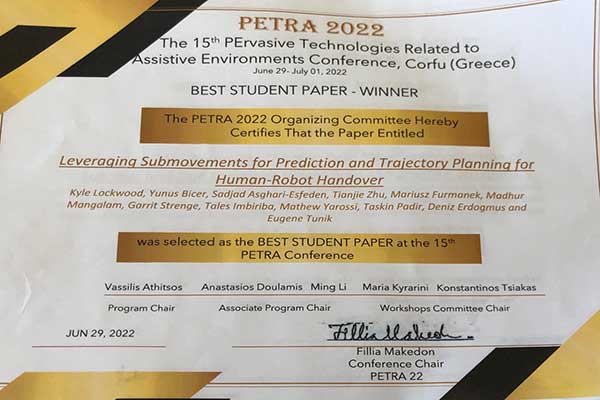 PETRA 2022
The 15th PErvasive Technologies Related to
Assistive Environments Conference, Corfu (Greece)
June 29- July 01, 2022
BEST STUDENT PAPER - WINNER
The PETRA 2022 Organizing Committee Hereby
Certifies That the Paper Entitled
Leveraging Submovements for Prediction and Trajectory Planning for
Human-Robot Handover
Kyle Lockwood, Yunus Bicer, Sadjad Asghari-Esfeden, Tianjie Zhu, Mariusz Furmanek, Madhur
Mangalam, Garrit Strenge, Tales Imbiriba, Mathew Yarossi, Taskin Padir, Deniz Erdogmus and
Eugene Tunik
was selected as the BEST STUDENT PAPER at the 15th
PETRA Conference
Vassilis Athitsos Anastasios Doulamis Ming Li Maria Kyrarini Konstantinos Tsiakas
Program Chair Associate Program Chair Workshops Committee Chair
JUN 29, 2022 Fillia Makedon
Fillia Makedon
Conference Chair
PETRA 22